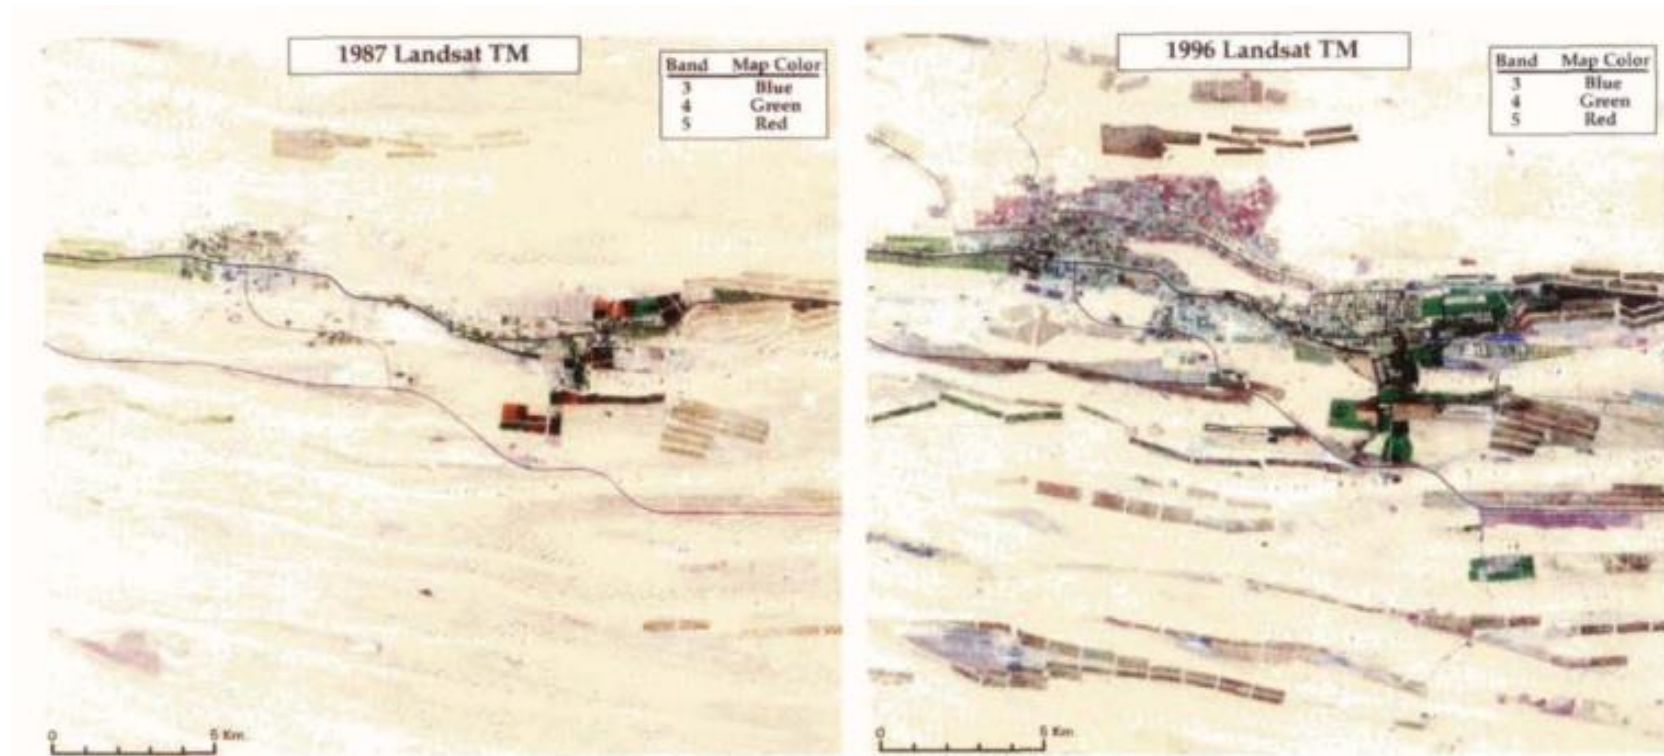 1987 Landsat TM
Band Map Color
3 Blue
4 Green
5 Red
0 5 Km.
1996 Landsat TM
Band Map Color
3 Blue
4 Green
5 Red
0 5 Km.